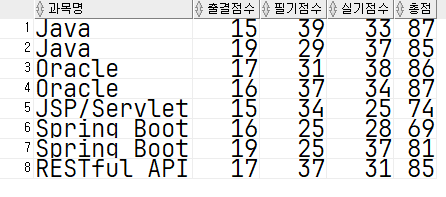 과목명 출결점수 필기점수 실기점수 총점
1 Java 15 39 33 87
2 Java 19 29 37 85
3 Oracle 17 31 38 86
4 Oracle 16 37 34 87
5 JSP/Servlet 15 34 25 74
6 Spring Boot 16 25 28 69
7 Spring Boot 19 25 37 81
8 RESTful API 17 37 31 85